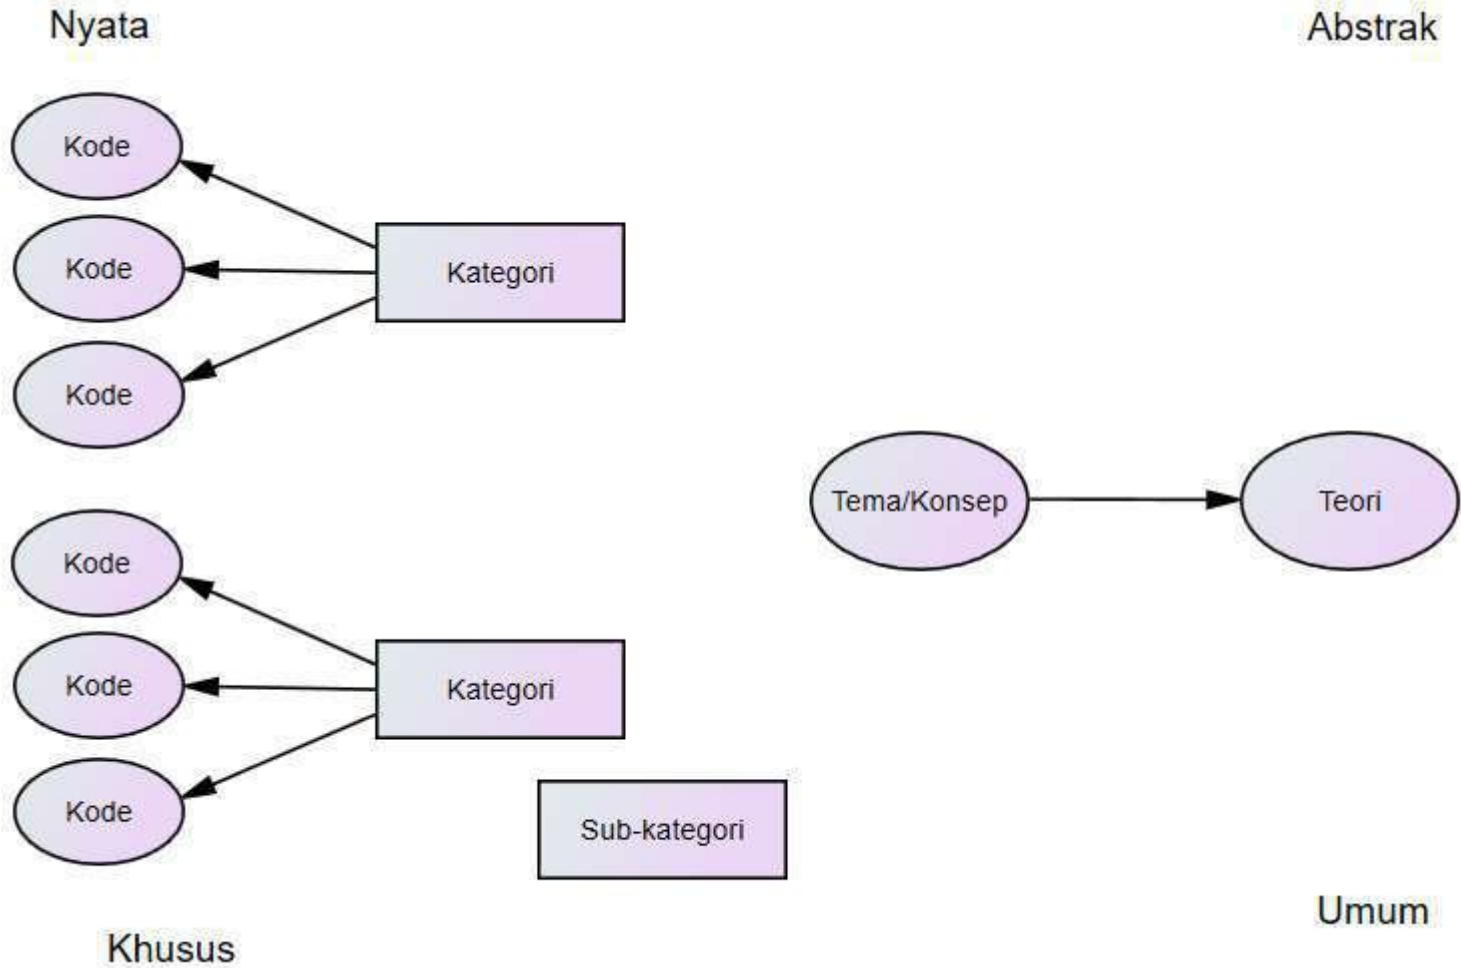 Nyata
Abstrak
Kode
Kode
Kategori
Kode
Tema/Konsep
Teori
Kode
Kode
Kategori
Kode
Sub-kategori
Umum
Khusus